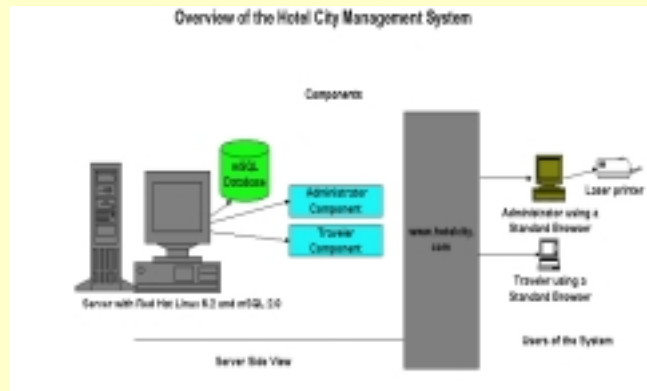 Overview of the Hotel City Management System
Components
mSQL
Database
Administrator
Component
Traveler
Component
www.hotelcity.
com
Laser printer
Administrator using a
Standard Browser
Traveler using a
Standard Browser
Server with Red Hat Linux 6.2 and mSQL 2.0
Users of the System
Server Side View